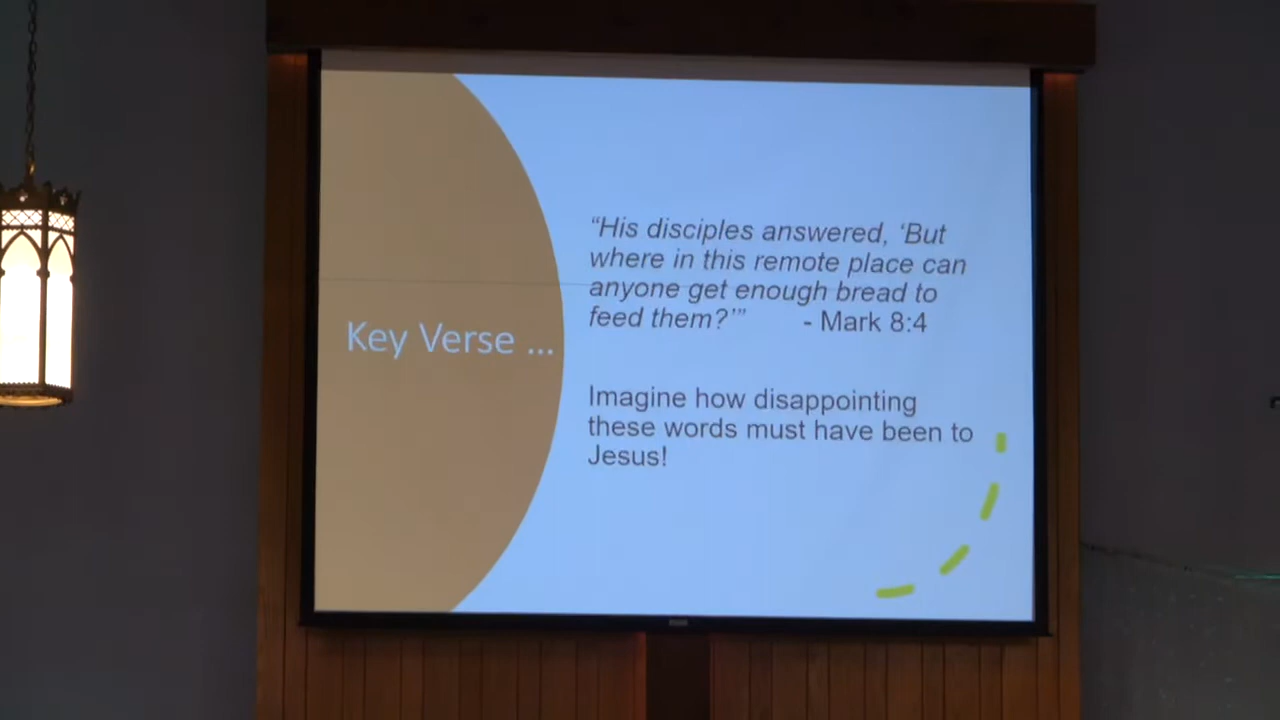 Key Verse ...
“His disciples answered, ‘But
where in this remote place can
anyone get enough bread to
feed them?’” - Mark 8:4
Imagine how disappointing
these words must have been to
Jesus!